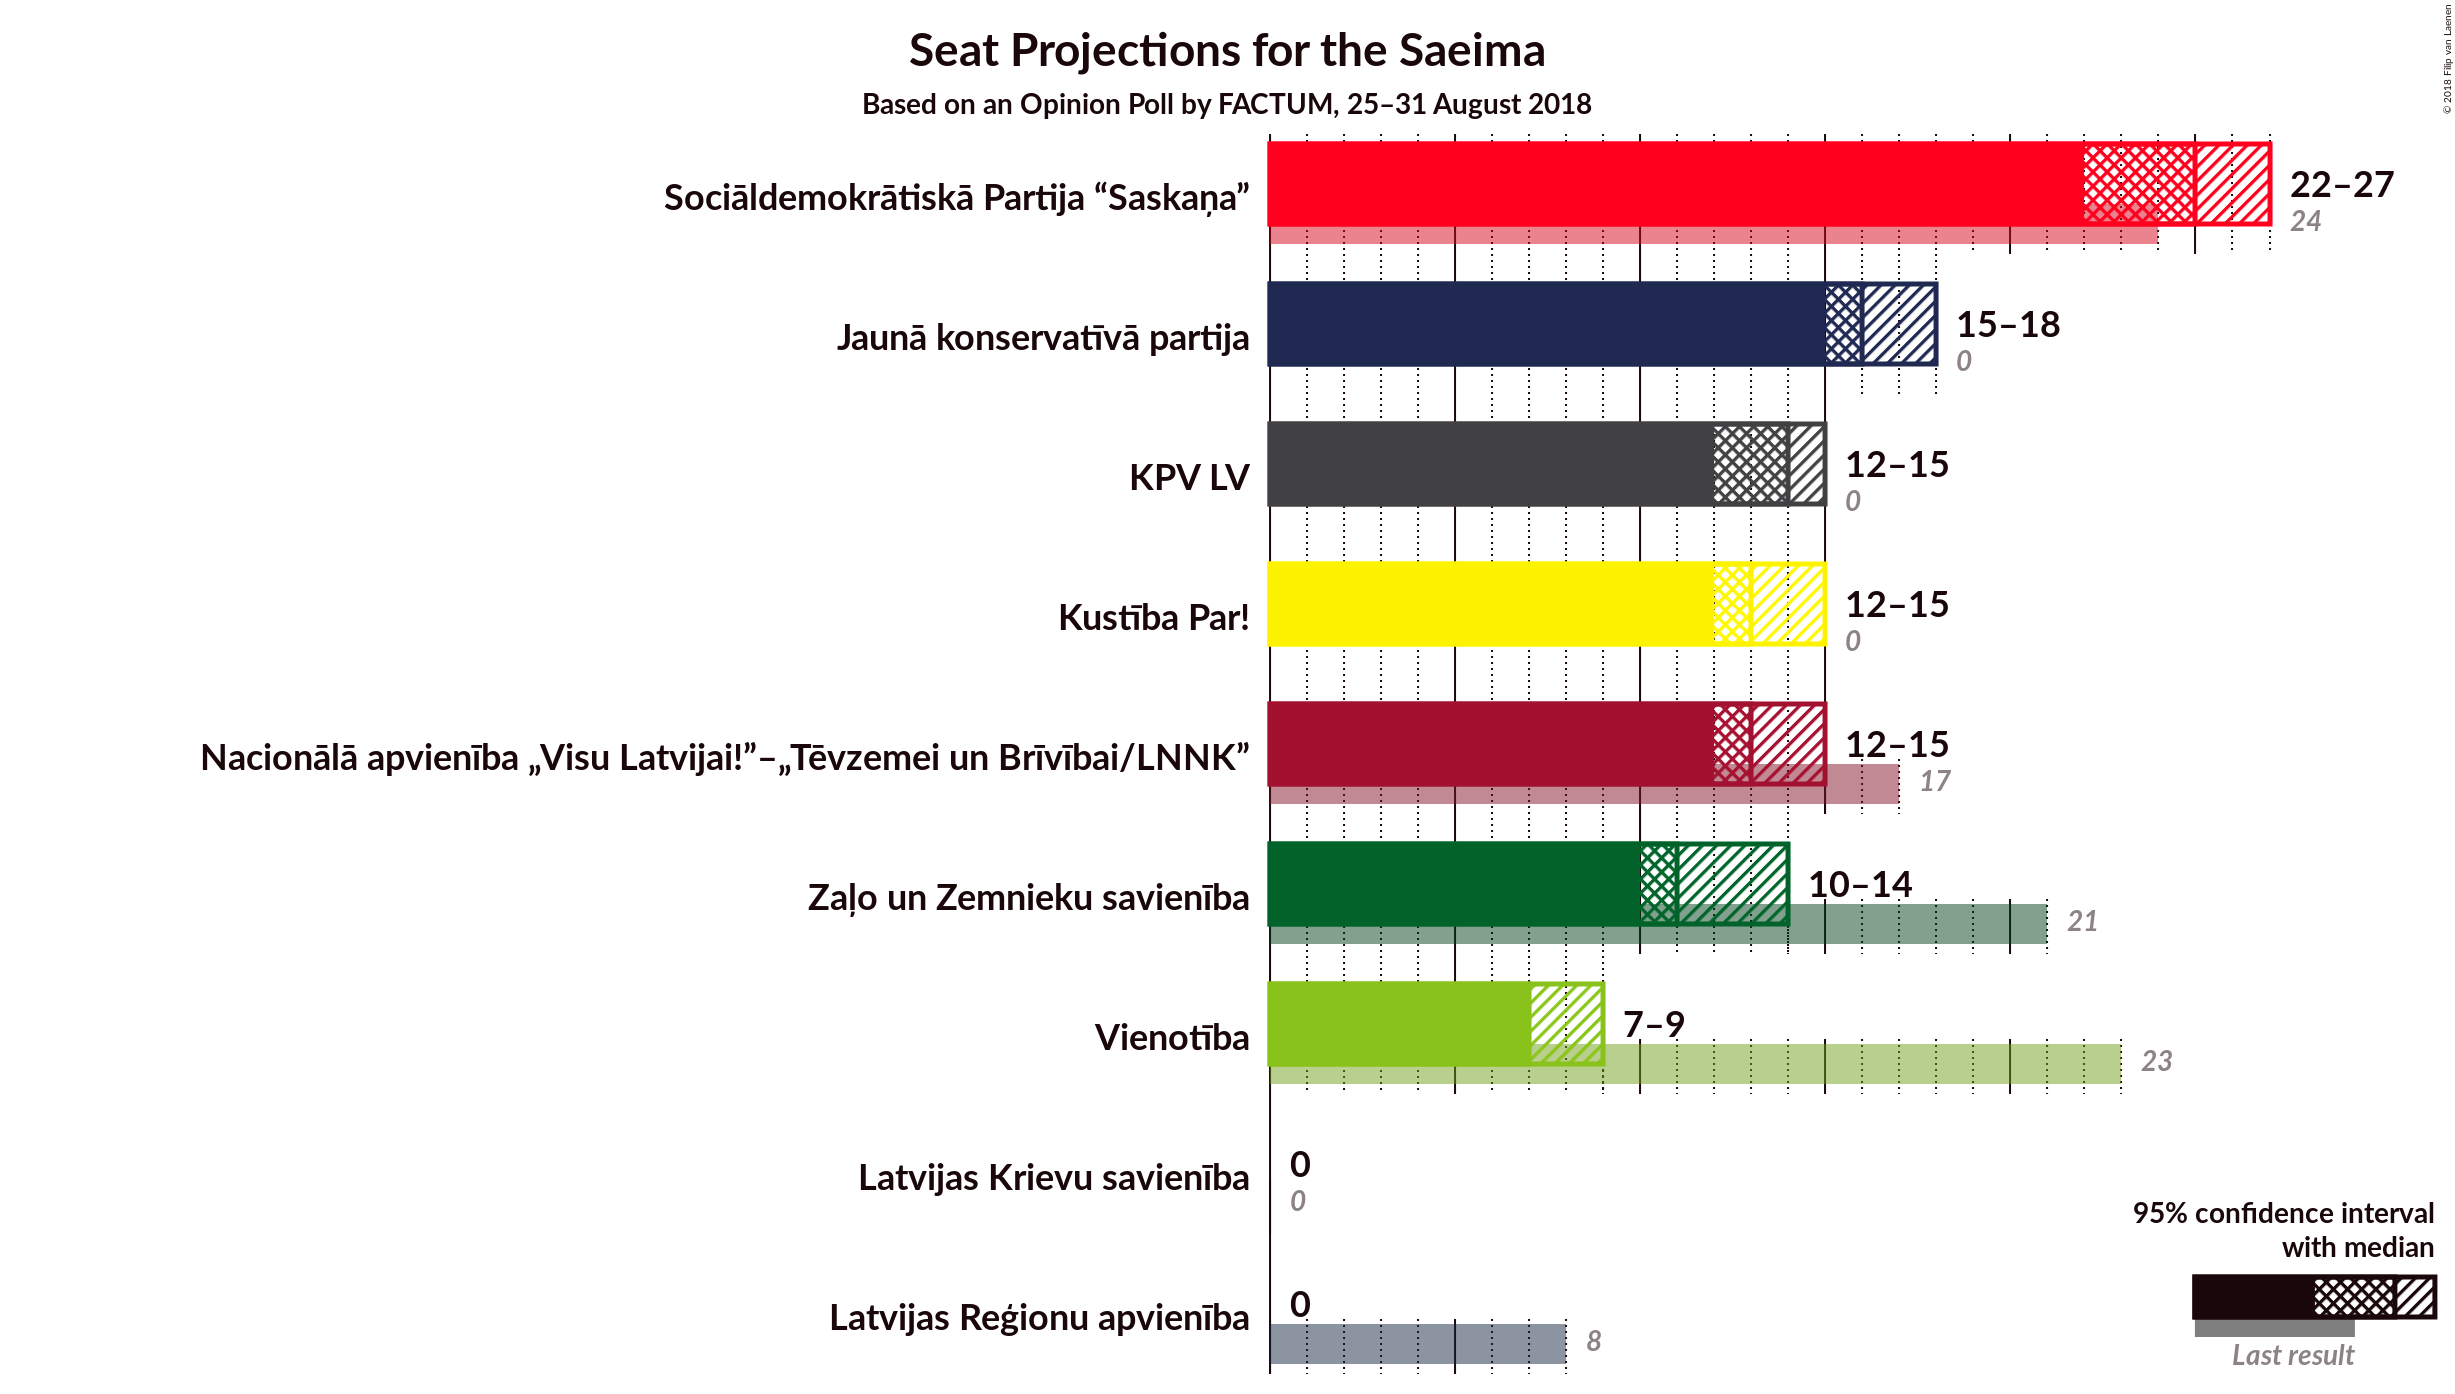 Seat Projections for the Saeima
Based on an Opinion Poll by FACTUM, 25–31 August 2018
© 2018 Filip van Laenen
Sociāldemokrātiskā Partija “Saskaņa”
22–27
24
Jaunā konservatīvā partija
15–18
0
KPV LV
12–15
0
Kustība Par!
12–15
0
Nacionālā apvienība „Visu Latvijai!”–„Tēvzemei un Brīvībai/LNNK”
12–15
17
Zaļo un Zemnieku savienība
10–14
21
Vienotība
7–9
23
Latvijas Krievu savienība
0
0
Latvijas Reģionu apvienība
0
8
95% confidence interval
with median
Last result